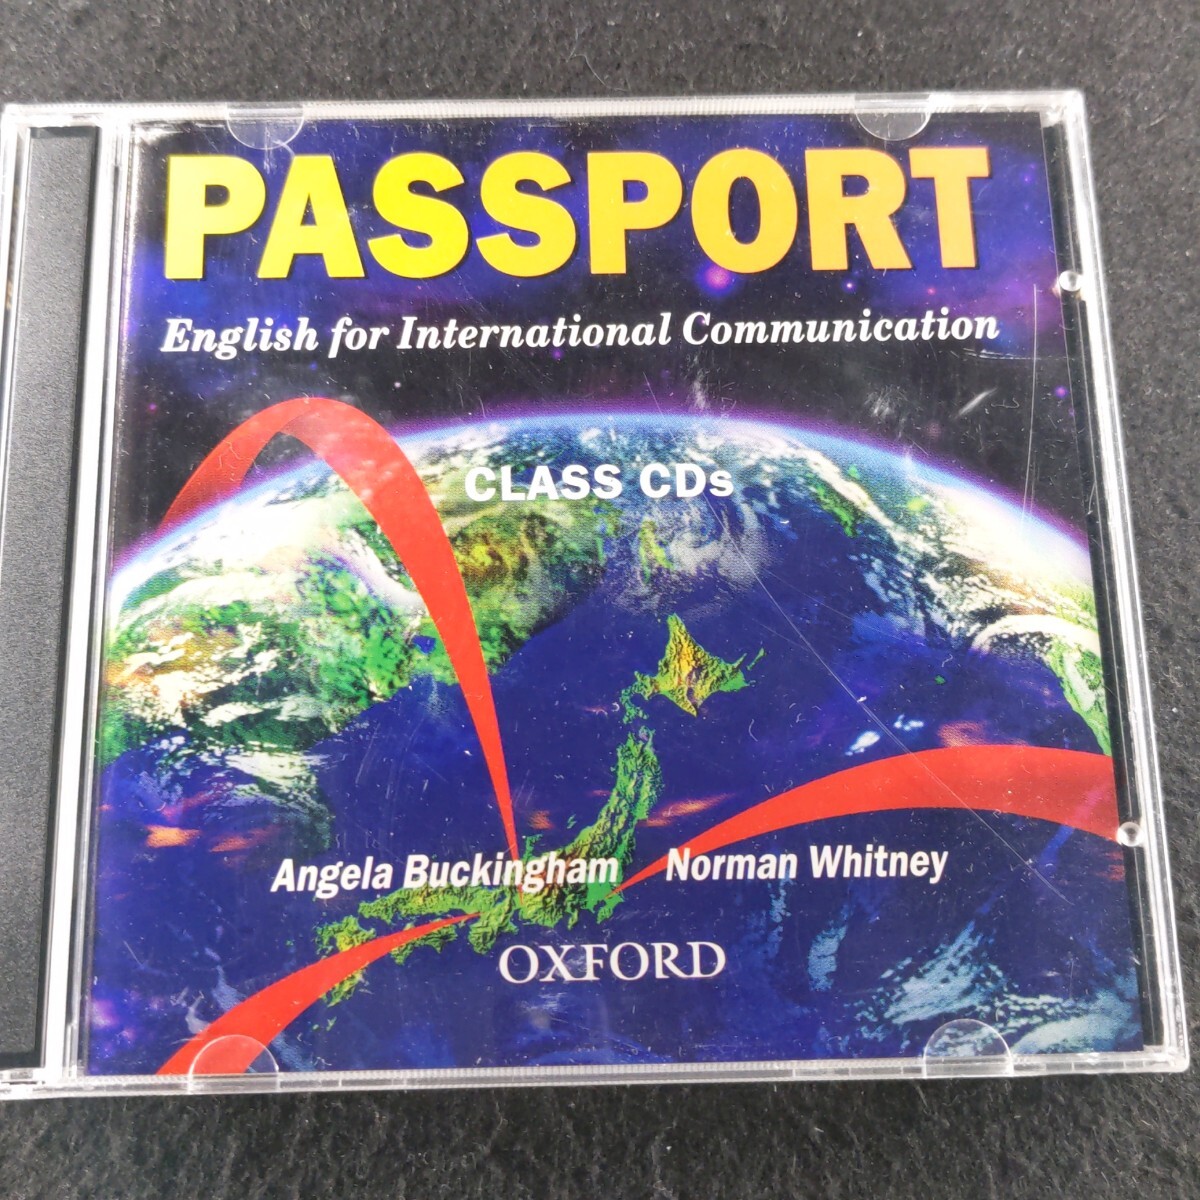 PASSPORT
English for International Communication
CLASS CDs
Angela Buckingham Norman Whitney
OXFORD